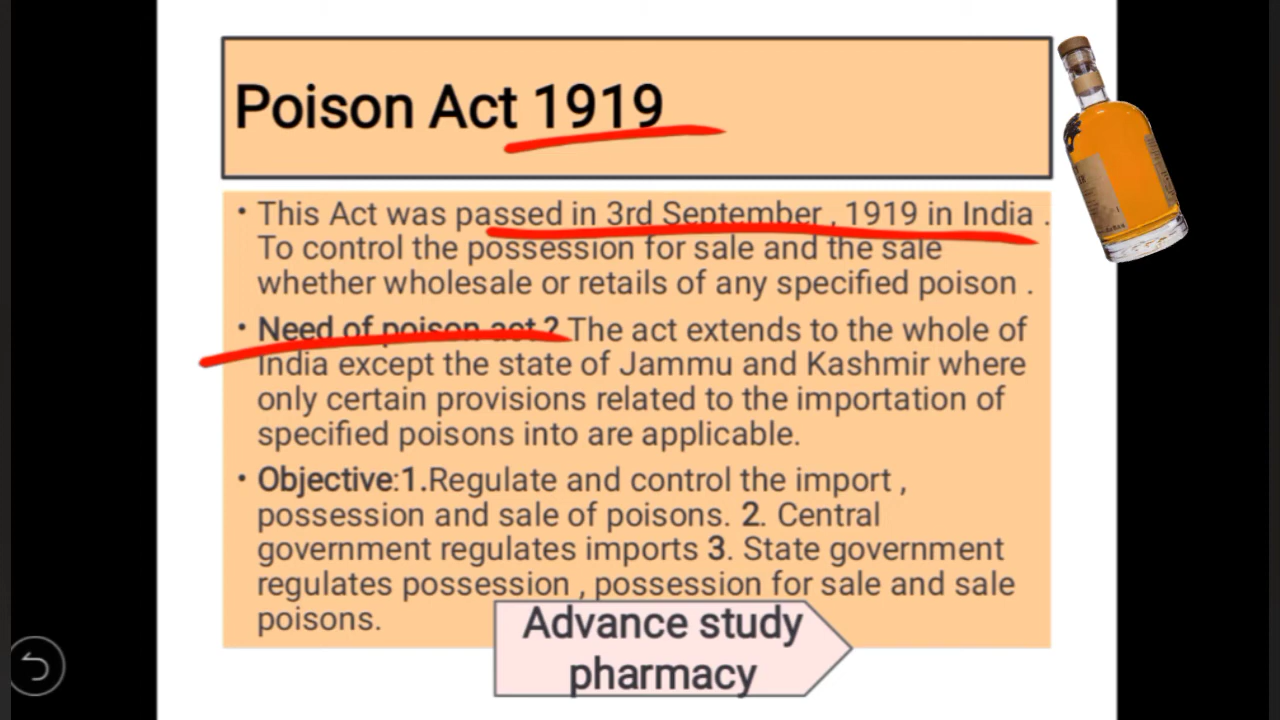 Poison Act 1919
• This Act was passed in 3rd September , 1919 in India .
To control the possession for sale and the sale
whether wholesale or retails of any specified poison .
• Need of poison act ? The act extends to the whole of
India except the state of Jammu and Kashmir where
only certain provisions related to the importation of
specified poisons into are applicable.
• Objective:1.Regulate and control the import ,
possession and sale of poisons. 2. Central
government regulates imports 3. State government
regulates possession , possession for sale and sale
poisons.
Advance study
pharmacy